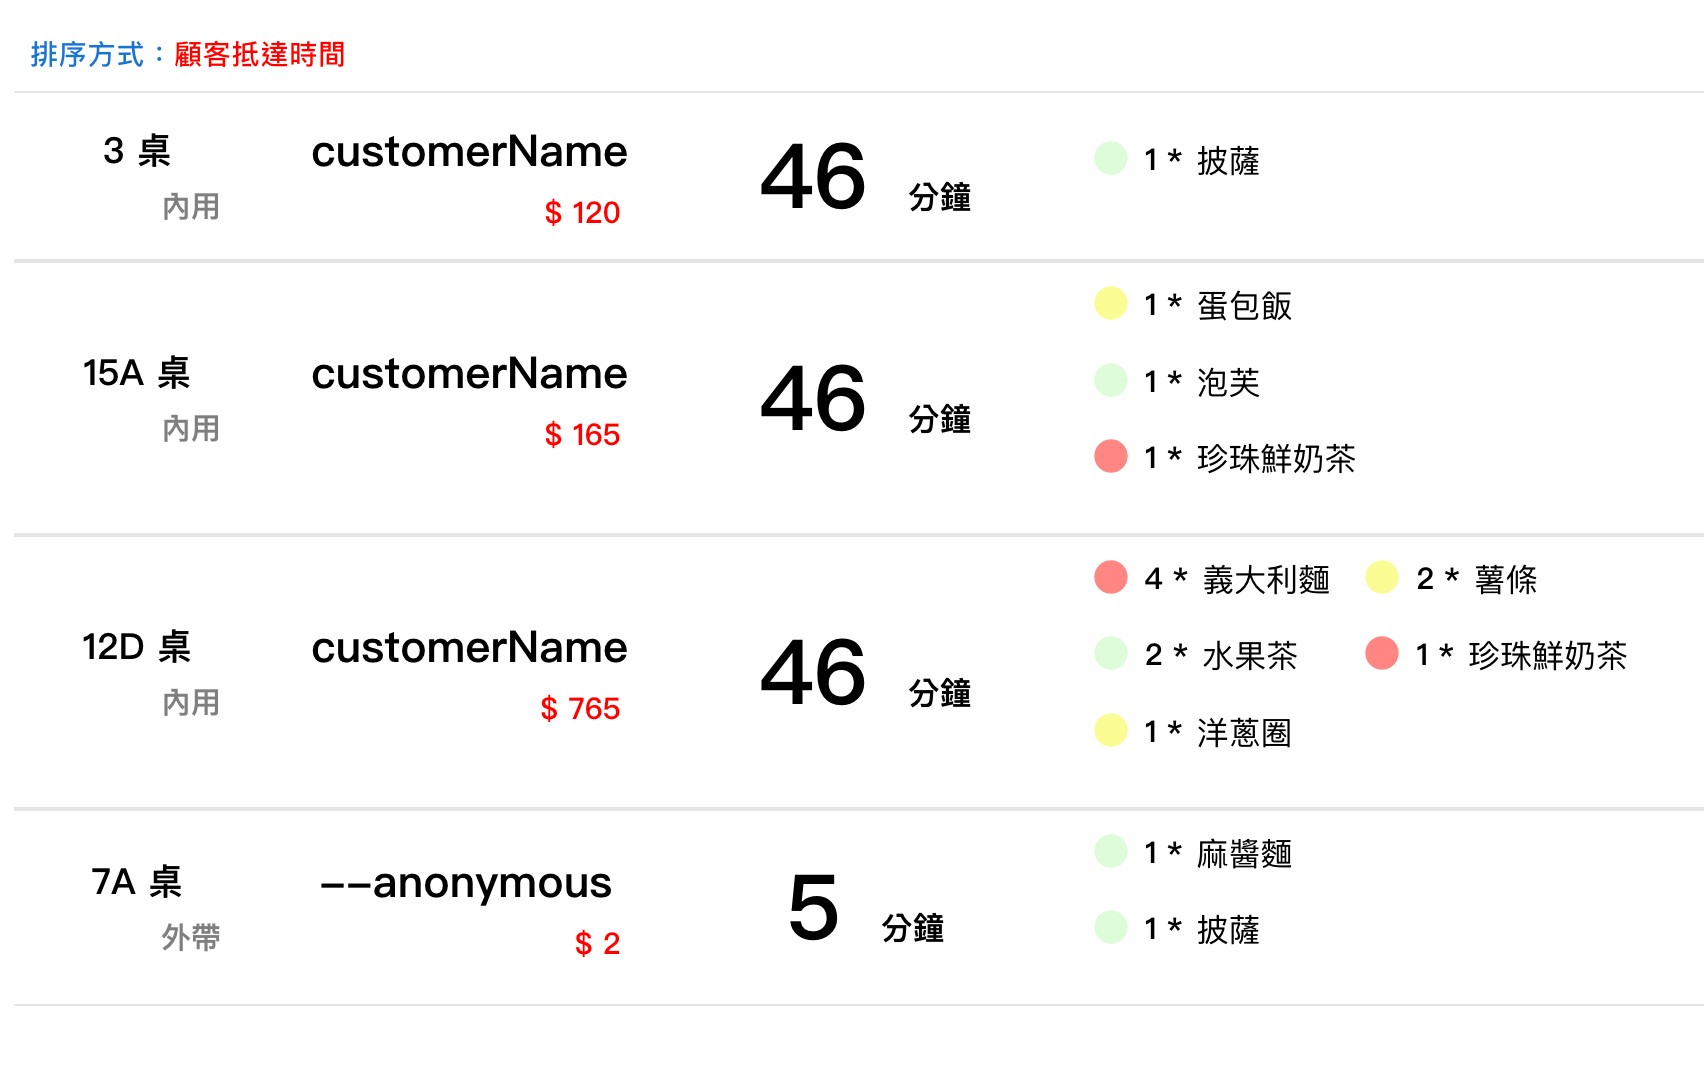 排序方式：顧客抵達時間
3 桌
內用
customerName
$ 120
46 分鐘
1 * 披薩
15A 桌
內用
customerName
$ 165
46 分鐘
1 * 蛋包飯
1 * 泡芙
1 * 珍珠鮮奶茶
12D 桌
內用
customerName
$ 765
46 分鐘
4 * 義大利麵 2 * 薯條
2 * 水果茶 1 * 珍珠鮮奶茶
1 * 洋蔥圈
7A 桌
外帶
--anonymous
$ 2
5 分鐘
1 * 麻醬麵
1 * 披薩